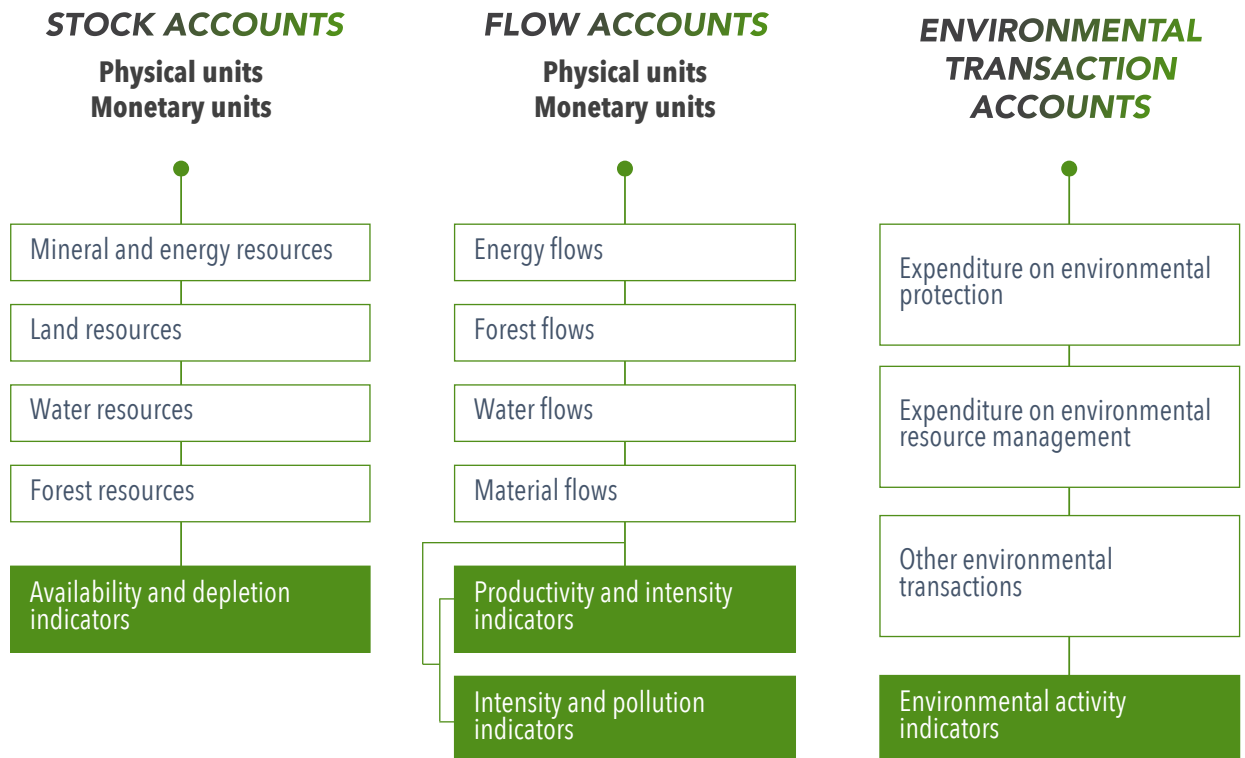 STOCK ACCOUNTS
Physical units
Monetary units
Mineral and energy resources
Land resources
Water resources
Forest resources
Availability and depletion
indicators
FLOW ACCOUNTS
Physical units
Monetary units
Energy flows
Forest flows
Water flows
Material flows
Productivity and intensity
indicators
Intensity and pollution
indicators
ENVIRONMENTAL
TRANSACTION
ACCOUNTS
Expenditure on environmental
protection
Expenditure on environmental
resource management
Other environmental
transactions
Environmental activity
indicators